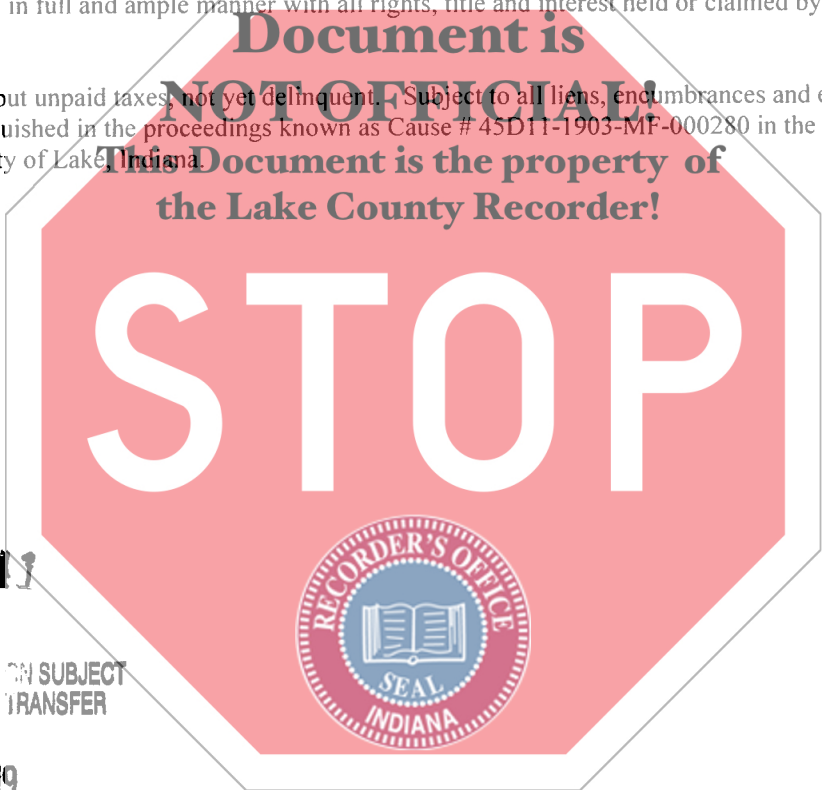 in full and ample manner with all rights, title and interest held or claimed by
Document is
NOT OFFICIAL!
but unpaid taxes, not yet delinquent. Subject to all liens, encumbrances and
uished in the proceedings known as Cause # 45D11-1903-MF-000280 in the
ty of Lake, Indiana.
This Document is the property of
the Lake County Recorder!
STOP
RECORDER'S OFFICE
SEAL
INDIANA
SUBJECT
TRANSFER